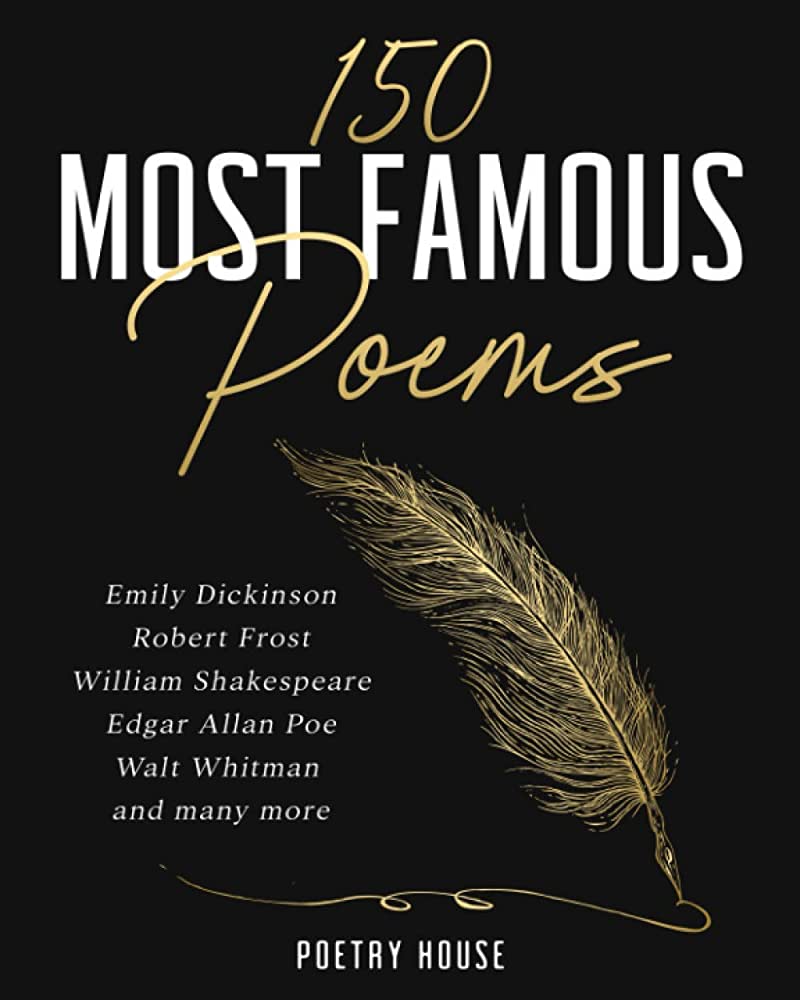 150
MOST FAMOUS
Poems
Emily Dickinson
Robert Frost
William Shakespeare
Edgar Allan Poe
Walt Whitman
and many more
POETRY HOUSE